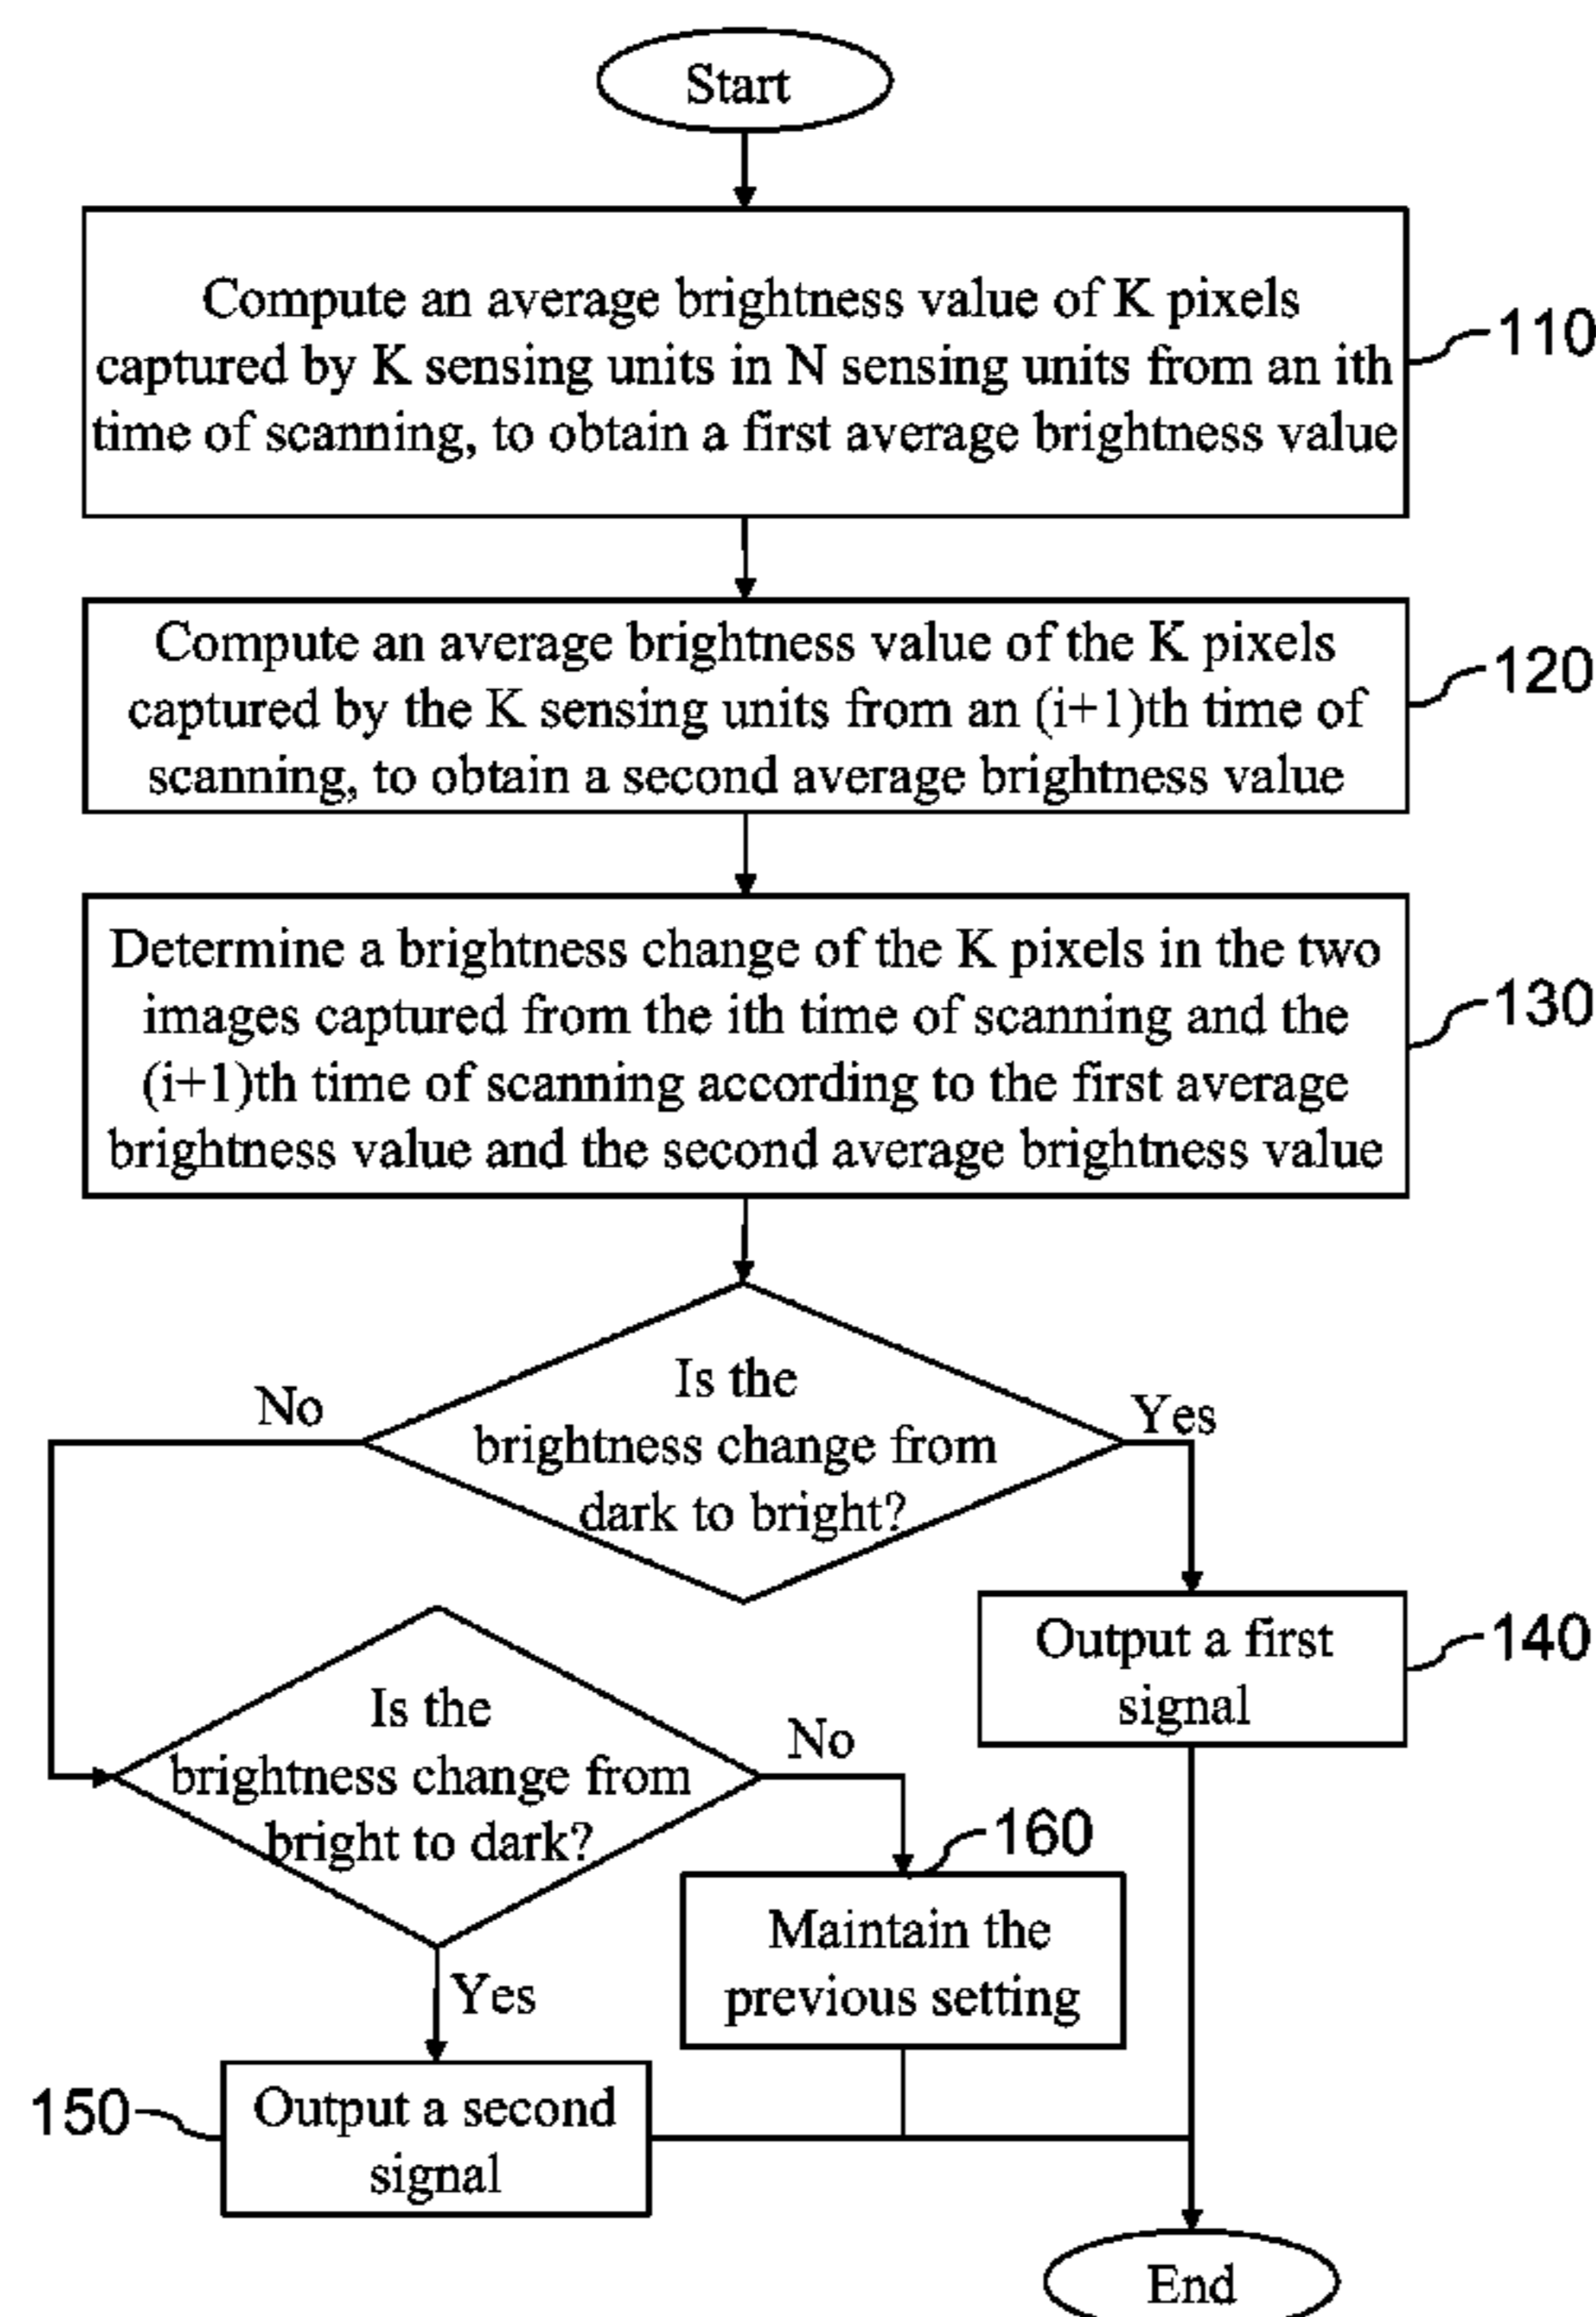 Start
Compute an average brightness value of K pixels
captured by K sensing units in N sensing units from an ith
time of scanning, to obtain a first average brightness value
110
Compute an average brightness value of the K pixels
captured by the K sensing units from an (i+1)th time of
scanning, to obtain a second average brightness value
120
Determine a brightness change of the K pixels in the two
images captured from the ith time of scanning and the
(i+1)th time of scanning according to the first average
brightness value and the second average brightness value
130
Is the
brightness change from
dark to bright?
No
Yes
Output a first
signal
140
Is the
brightness change from
bright to dark?
No
160
Maintain the
previous setting
Yes
150
Output a second
signal
End